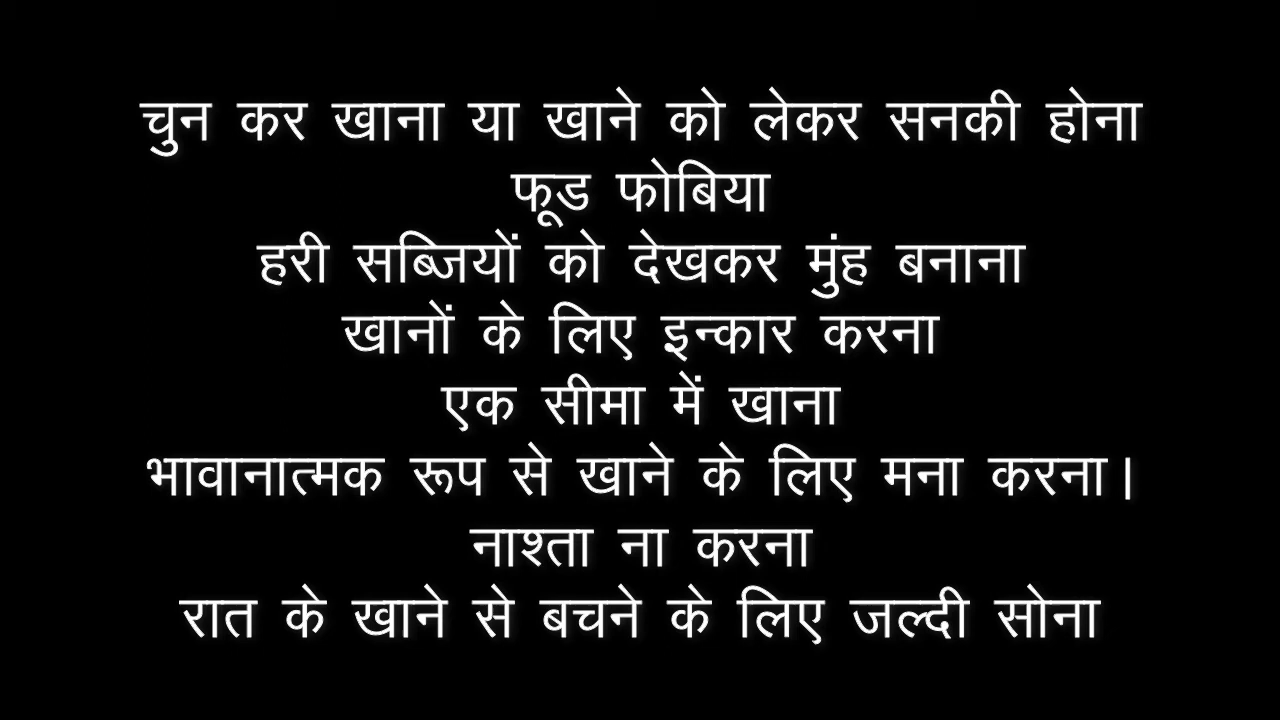 चुन कर खाना या खाने को लेकर सनकी होना
फूड फोबिया
हरी सब्जियों को देखकर मुंह बनाना
खानों के लिए इन्कार करना
एक सीमा में खाना
भावानात्मक रूप से खाने के लिए मना करना।
नाश्ता ना करना
रात के खाने से बचने के लिए जल्दी सोना